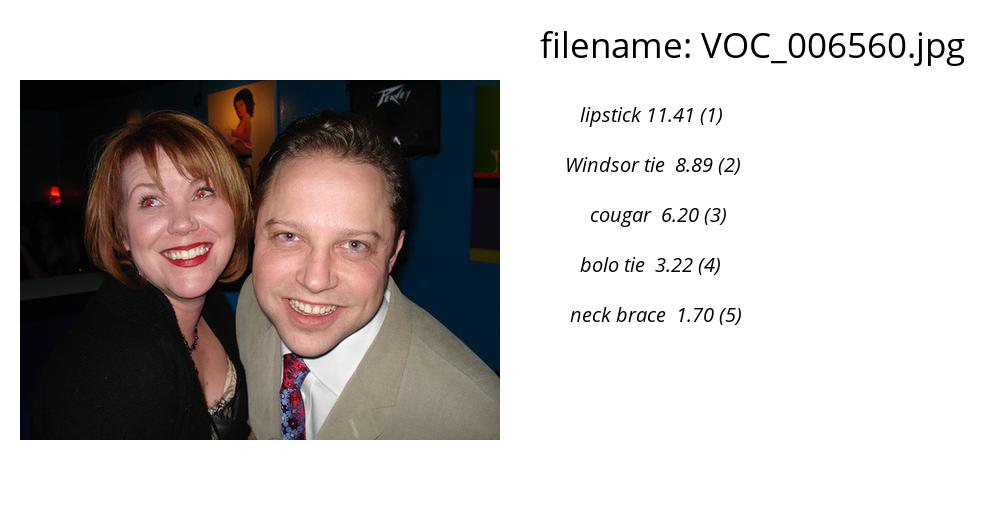 filename: VOC_006560.jpg
PEAVEY
lipstick 11.41 (1)
Windsor tie 8.89 (2)
cougar 6.20 (3)
bolo tie 3.22 (4)
neck brace 1.70 (5)